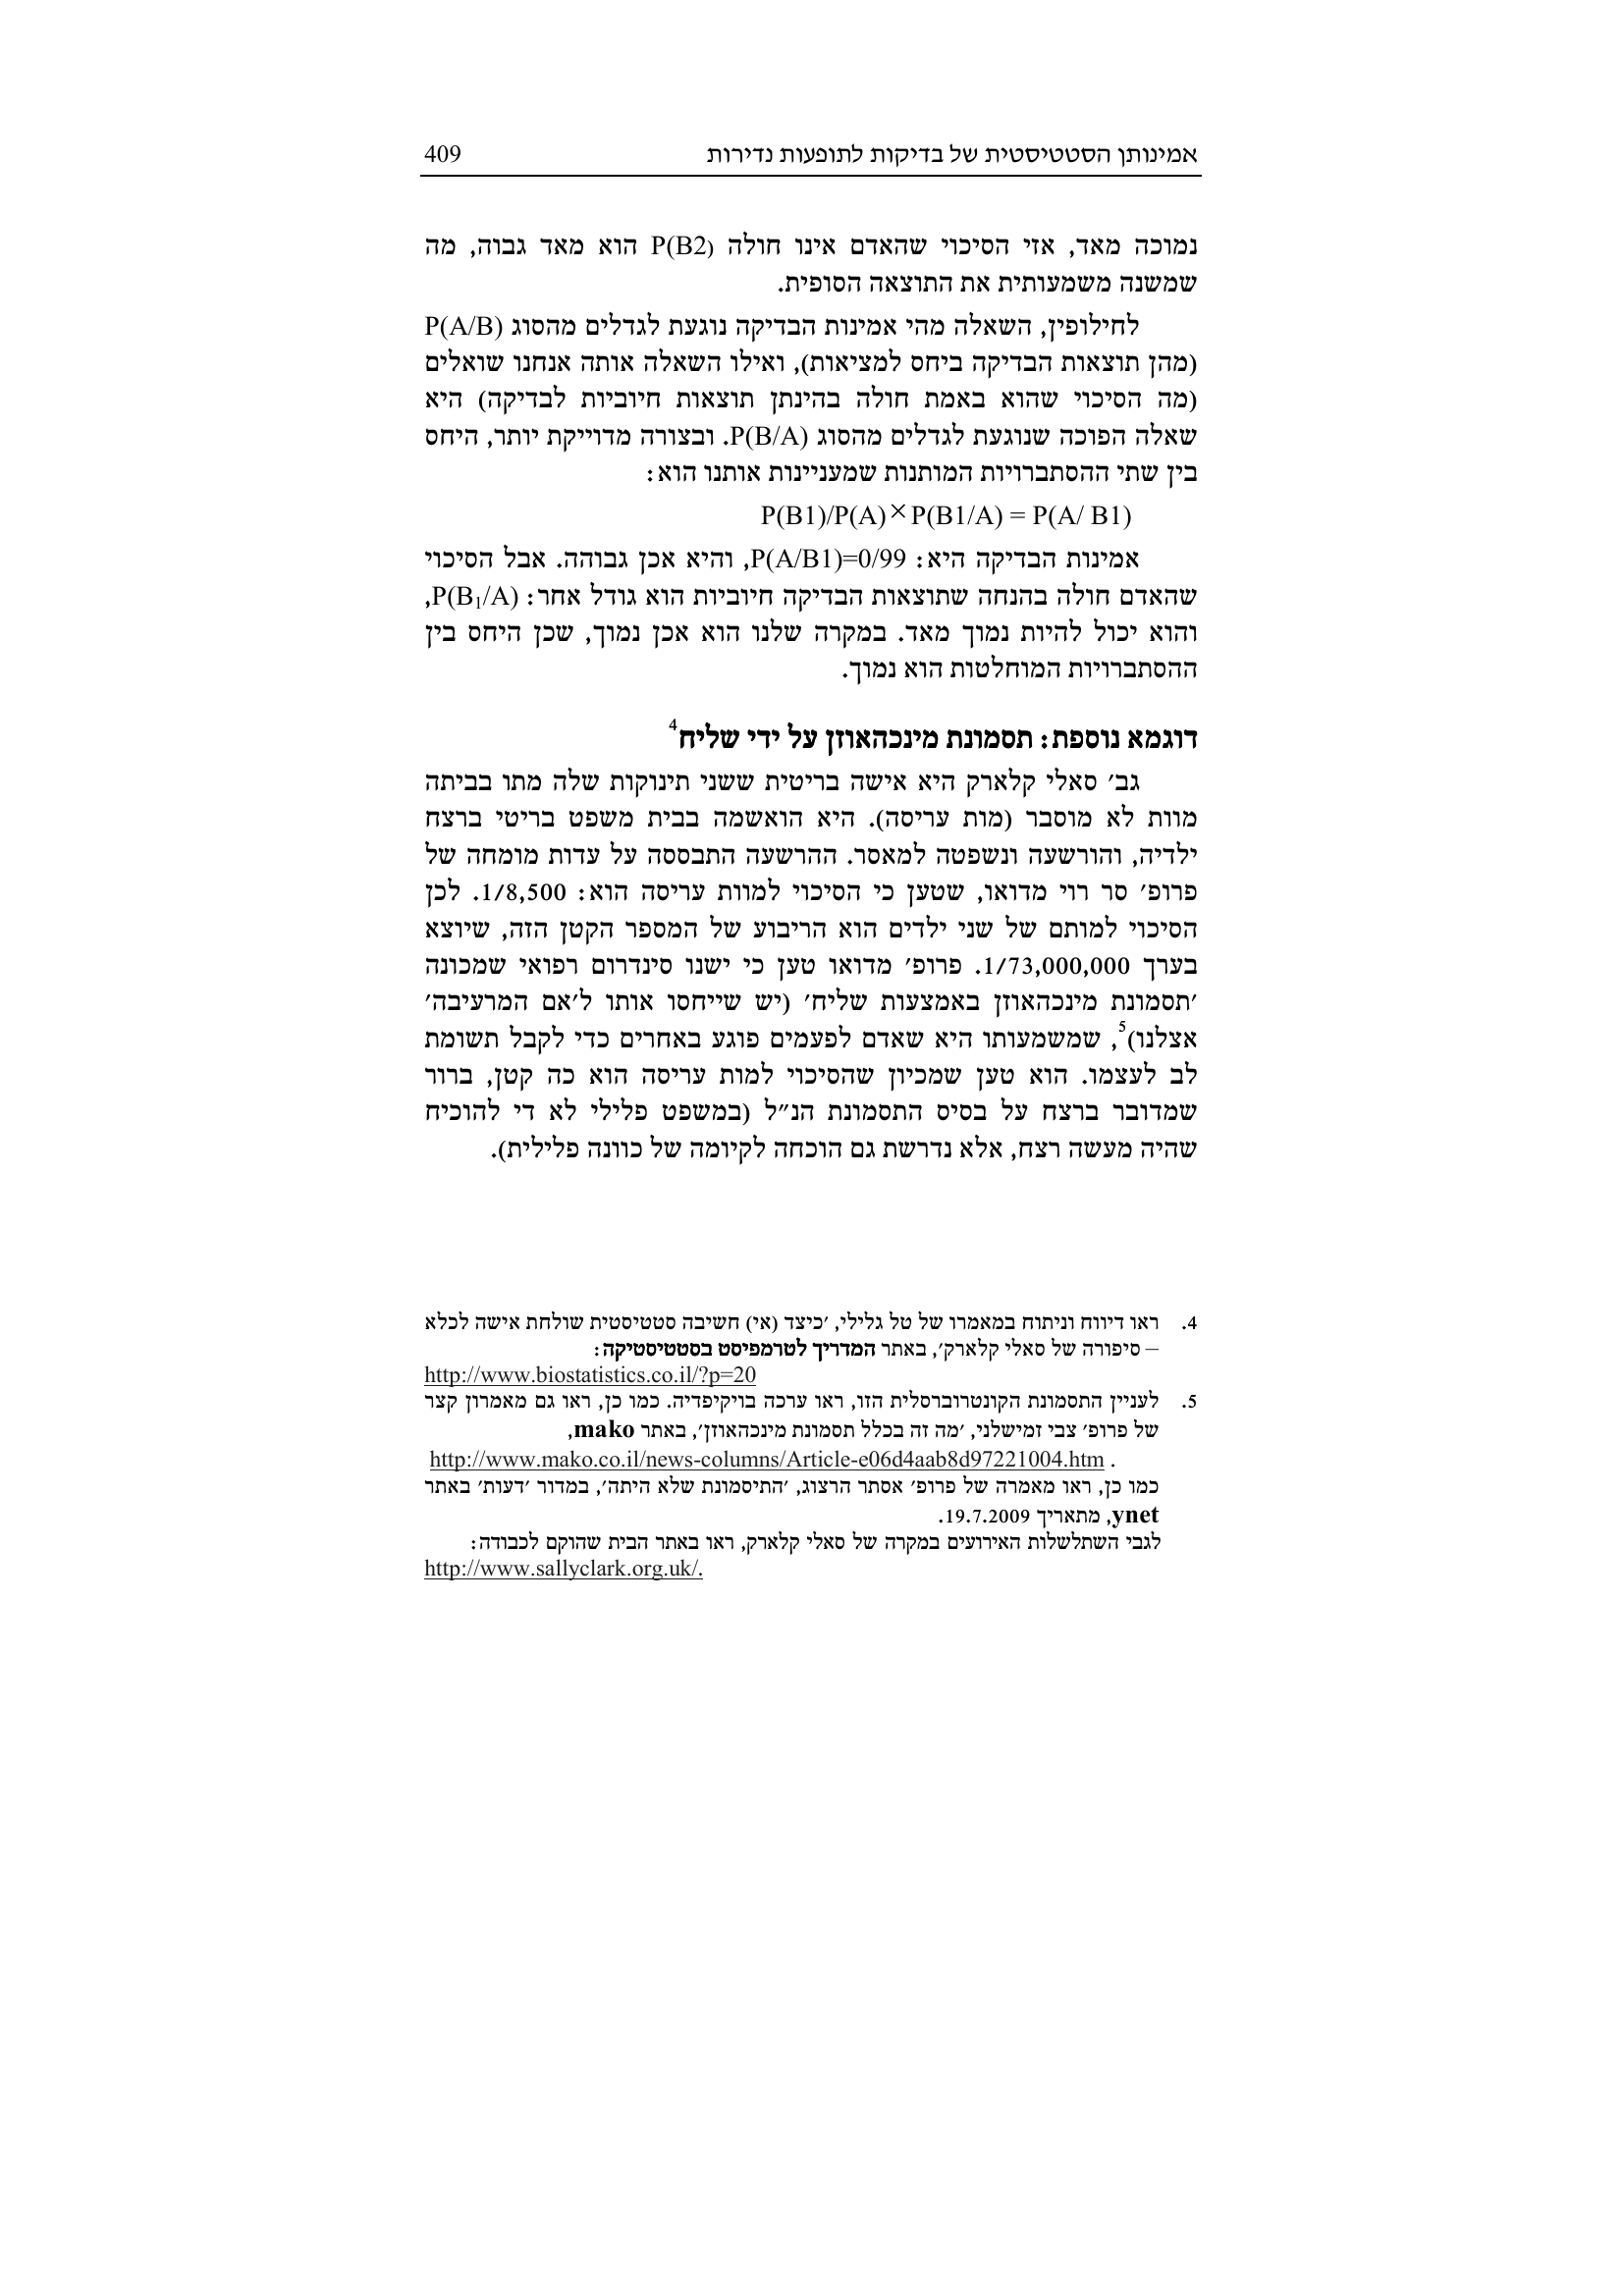 אמינותן הסטטיסטית של בדיקות לתופעות נדירות 409
נמוכה מאד, אזי הסיכוי שהאדם אינו חולה P(B2) הוא מאד גבוה, מה
שמשנה משמעותית את התוצאה הסופית.
לחילופין, השאלה מהי אמינות הבדיקה נוגעת לגדלים מהסוג P(A/B)
(מהן תוצאות הבדיקה ביחס למציאות), ואילו השאלה אותה אנחנו שואלים
(מה הסיכוי שהוא באמת חולה בהינתן תוצאות חיוביות לבדיקה) היא
שאלה הפוכה שנוגעת לגדלים מהסוג P(B/A). ובצורה מדוייקת יותר, היחס
בין שתי ההסתברויות המותנות שמעניינות אותנו הוא:
P(B1)/P(A)×P(B1/A) = P(A/ B1)
אמינות הבדיקה היא: P(A/B1)=0/99, והיא אכן גבוהה. אבל הסיכוי
שהאדם חולה בהנחה שתוצאות הבדיקה חיוביות הוא גודל אחר: P(B₁/A),
והוא יכול להיות נמוך מאד. במקרה שלנו הוא אכן נמוך, שכן היחס בין
ההסתברויות המוחלטות הוא נמוך.
דוגמא נוספת: תסמונת מינכהאוזן על ידי שליח⁴
גב׳ סאלי קלארק היא אישה בריטית ששני תינוקות שלה מתו בביתה
מוות לא מוסבר (מות עריסה). היא הואשמה בבית משפט בריטי ברצח
ילדיה, והורשעה ונשפטה למאסר. ההרשעה התבססה על עדות מומחה של
פרופ׳ סר רוי מדואו, שטען כי הסיכוי למוות עריסה הוא: 1/8,500. לכן
הסיכוי למותם של שני ילדים הוא הריבוע של המספר הקטן הזה, שיוצא
בערך 1/73,000,000. פרופ׳ מדואו טען כי ישנו סינדרום רפואי שמכונה
׳תסמונת מינכהאוזן באמצעות שליח׳ (יש שייחסו אותו ל׳אם המרעיבה׳
אצלנו)⁵, שמשמעותו היא שאדם לפעמים פוגע באחרים כדי לקבל תשומת
לב לעצמו. הוא טען שמכיון שהסיכוי למות עריסה הוא כה קטן, ברור
שמדובר ברצח על בסיס התסמונת הנ״ל (במשפט פלילי לא די להוכיח
שהיה מעשה רצח, אלא נדרשת גם הוכחה לקיומה של כוונה פלילית).
4. ראו דיווח וניתוח במאמרו של טל גלילי, ׳כיצד (אי) חשיבה סטטיסטית שולחת אישה לכלא
– סיפורה של סאלי קלארק׳, באתר המדריך לטרמפיסט בסטטיסטיקה:
http://www.biostatistics.co.il/?p=20
5. לעניין התסמונת הקונטרוברסלית הזו, ראו ערכה בויקיפדיה. כמו כן, ראו גם מאמרון קצר
של פרופ׳ צבי זמישלני, ׳מה זה בכלל תסמונת מינכהאוזן׳, באתר mako,
http://www.mako.co.il/news-columns/Article-e06d4aab8d97221004.htm .
כמו כן, ראו מאמרה של פרופ׳ אסתר הרצוג, ׳התיסמונת שלא היתה׳, במדור ׳דעות׳ באתר
ynet, מתאריך 19.7.2009.
לגבי השתלשלות האירועים במקרה של סאלי קלארק, ראו באתר הבית שהוקם לכבודה:
http://www.sallyclark.org.uk/.